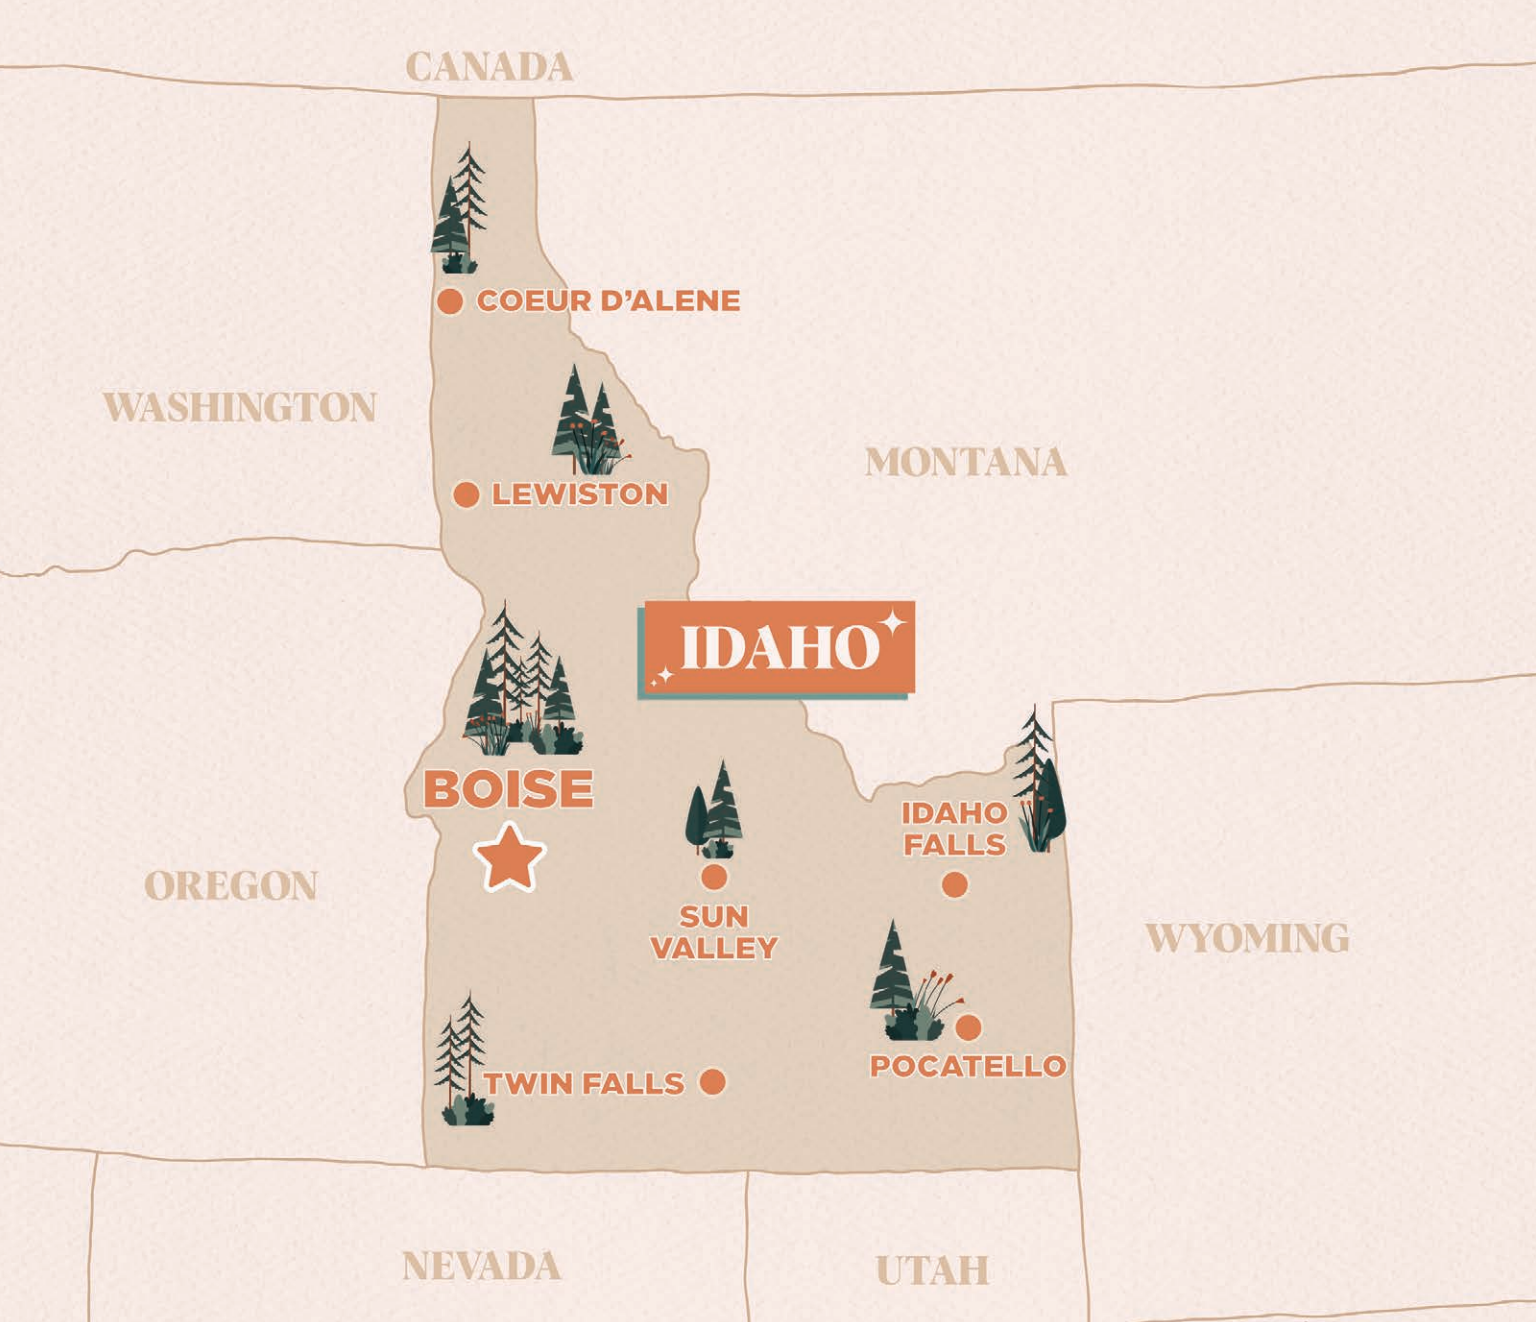 CANADA
COEUR D’ALENE
WASHINGTON
MONTANA
LEWISTON
IDAHO
BOISE
IDAHO
FALLS
OREGON
SUN
VALLEY
WYOMING
POCATELLO
TWIN FALLS
NEVADA
UTAH